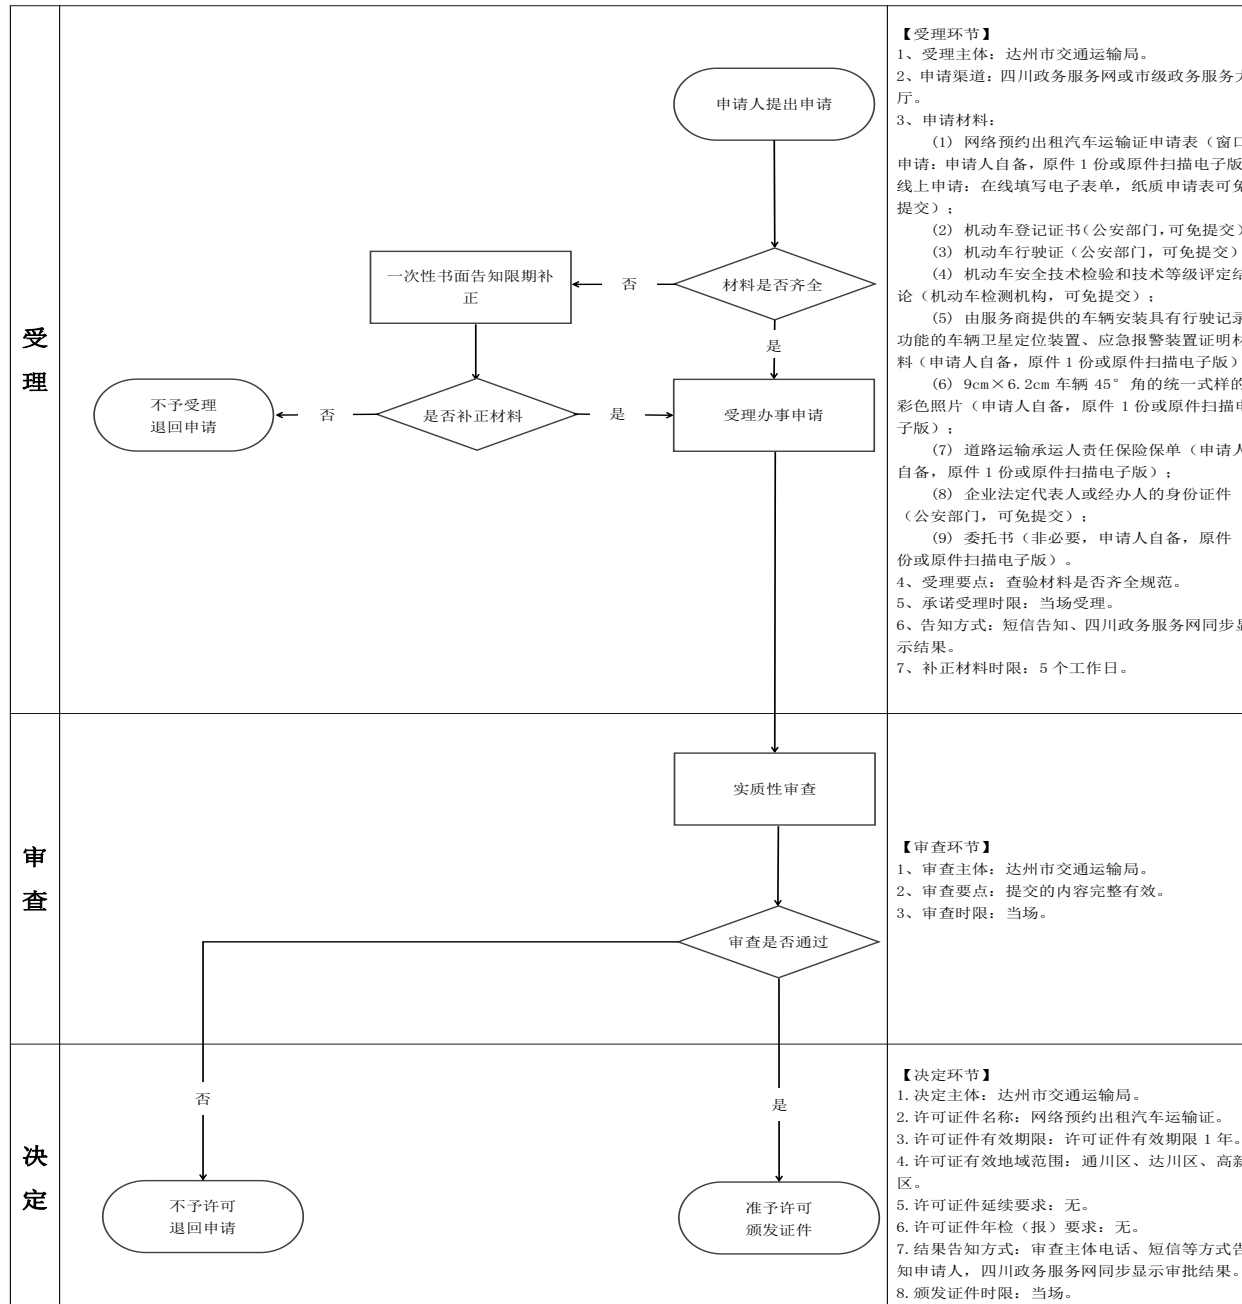 受
理
申请人提出申请
材料是否齐全
否
一次性书面告知限期补
正
是
是否补正材料
否
不予受理
退回申请
是
受理办事申请
【受理环节】
1、受理主体：达州市交通运输局。
2、申请渠道：四川政务服务网或市级政务服务大
厅。
3、申请材料：
(1) 网络预约出租汽车运输证申请表（窗口
申请：申请人自备，原件 1 份或原件扫描电子版
线上申请：在线填写电子表单，纸质申请表可免
提交）；
(2) 机动车登记证书（公安部门，可免提交）
(3) 机动车行驶证（公安部门，可免提交）
(4) 机动车安全技术检验和技术等级评定结
论（机动车检测机构，可免提交）；
(5) 由服务商提供的车辆安装具有行驶记录
功能的车辆卫星定位装置、应急报警装置证明材
料（申请人自备，原件 1 份或原件扫描电子版）
(6) 9cm×6.2cm 车辆 45° 角的统一式样的
彩色照片（申请人自备，原件 1 份或原件扫描电
子版）；
(7) 道路运输承运人责任保险保单（申请人
自备，原件 1 份或原件扫描电子版）；
(8) 企业法定代表人或经办人的身份证件
（公安部门，可免提交）；
(9) 委托书（非必要，申请人自备，原件
份或原件扫描电子版）。
4、受理要点：查验材料是否齐全规范。
5、承诺受理时限：当场受理。
6、告知方式：短信告知、四川政务服务网同步显
示结果。
7、补正材料时限：5 个工作日。
审
查
实质性审查
审查是否通过
【审查环节】
1、审查主体：达州市交通运输局。
2、审查要点：提交的内容完整有效。
3、审查时限：当场。
决
定
否
不予许可
退回申请
是
准予许可
颁发证件
【决定环节】
1.决定主体：达州市交通运输局。
2.许可证件名称：网络预约出租汽车运输证。
3.许可证件有效期限：许可证件有效期限 1 年。
4.许可证有效地域范围：通川区、达川区、高新
区。
5.许可证件延续要求：无。
6.许可证件年检（报）要求：无。
7.结果告知方式：审查主体电话、短信等方式告
知申请人，四川政务服务网同步显示审批结果。
8.颁发证件时限：当场。